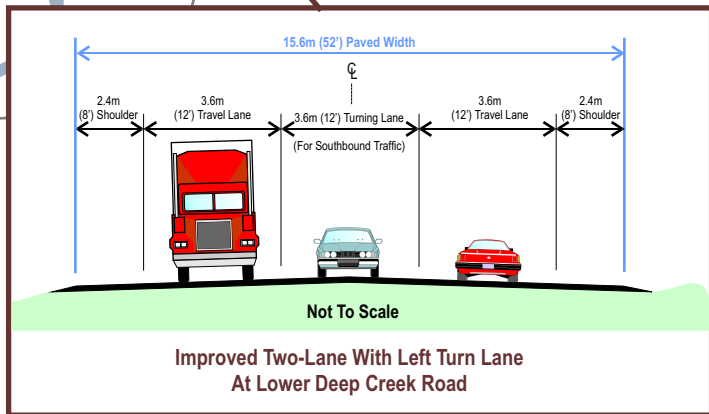 15.6m (52') Paved Width
℄
2.4m
(8') Shoulder
3.6m
(12') Travel Lane
3.6m (12') Turning Lane
(For Southbound Traffic)
3.6m
(12') Travel Lane
2.4m
(8') Shoulder
Not To Scale
Improved Two-Lane With Left Turn Lane
At Lower Deep Creek Road